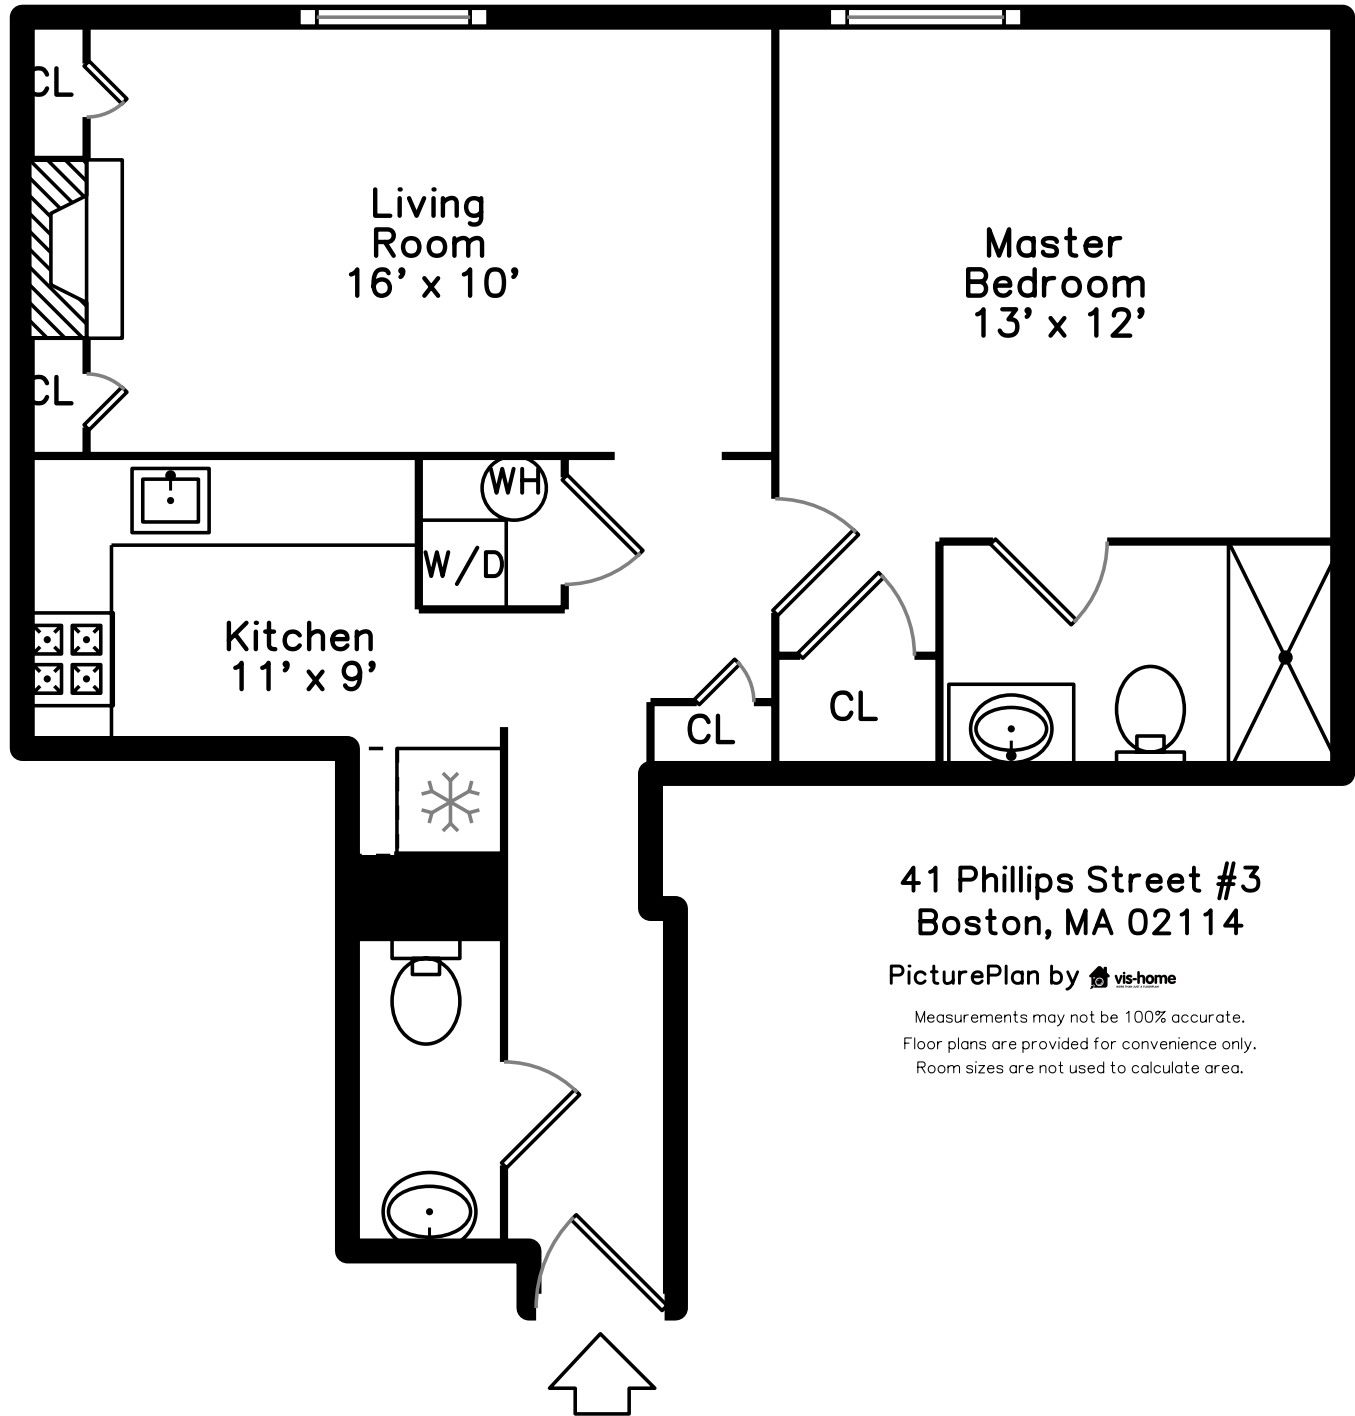 CL
Living
Room
16’ x 10’
Master
Bedroom
13’ x 12’
CL
WH
W/D
Kitchen
11’ x 9’
CL
CL
41 Phillips Street #3
Boston, MA 02114
PicturePlan by vis-home
Measurements may not be 100% accurate.
Floor plans are provided for convenience only.
Room sizes are not used to calculate area.